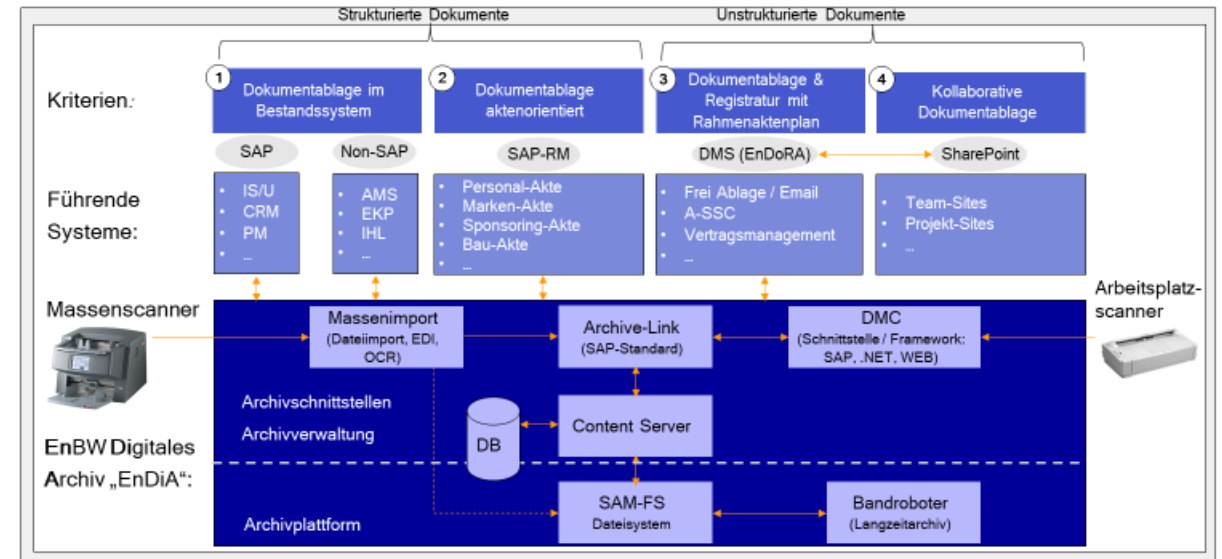 Strukturierte Dokumente
Unstrukturierte Dokumente
Kriterien:
1
Dokumentablage im
Bestandssystem
2
Dokumentablage
aktenorientiert
3
Dokumentablage &
Registratur mit
Rahmenaktenplan
4
Kollaborative
Dokumentablage
SAP
Non-SAP
SAP-RM
DMS (EnDoRA)
SharePoint
Führende
Systeme:
• IS/U
• CRM
• PM
• ...
• AMS
• EKP
• IHL
• ...
• Personal-Akte
• Marken-Akte
• Sponsoring-Akte
• Bau-Akte
• ...
• Frei Ablage / Email
• A-SSC
• Vertragsmanagement
• ...
• Team-Sites
• Projekt-Sites
• ...
Massenscanner
Arbeitsplatz-
scanner
Massenimport
(Dateiimport, EDI,
OCR)
Archive-Link
(SAP-Standard)
DMC
(Schnittstelle / Framework:
SAP, .NET, WEB)
Archivschnittstellen
Archivverwaltung
DB
Content Server
EnBW Digitales
Archiv „EnDiA“:
SAM-FS
Dateisystem
Bandroboter
(Langzeitarchiv)
Archivplattform